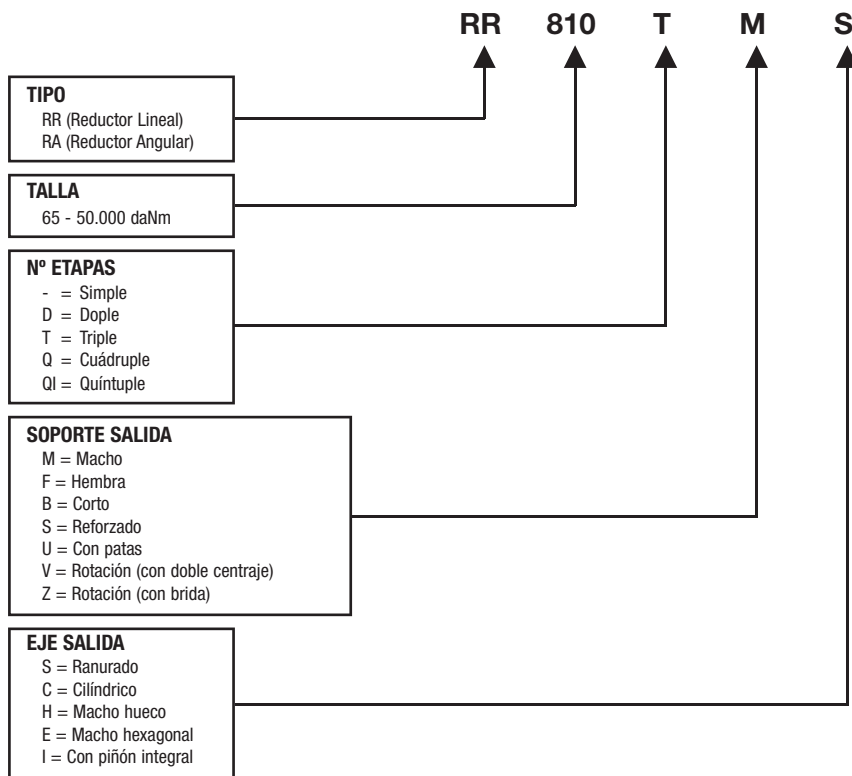 RR 810 T M S
TIPO
RR (Reductor Lineal)
RA (Reductor Angular)
TALLA
65 - 50.000 daNm
Nº ETAPAS
- = Simple
D = Dople
T = Triple
Q = Cuádruple
QI = Quíntuple
SOPORTE SALIDA
M = Macho
F = Hembra
B = Corto
S = Reforzado
U = Con patas
V = Rotación (con doble centraje)
Z = Rotación (con brida)
EJE SALIDA
S = Ranurado
C = Cilíndrico
H = Macho hueco
E = Macho hexagonal
I = Con piñón integral